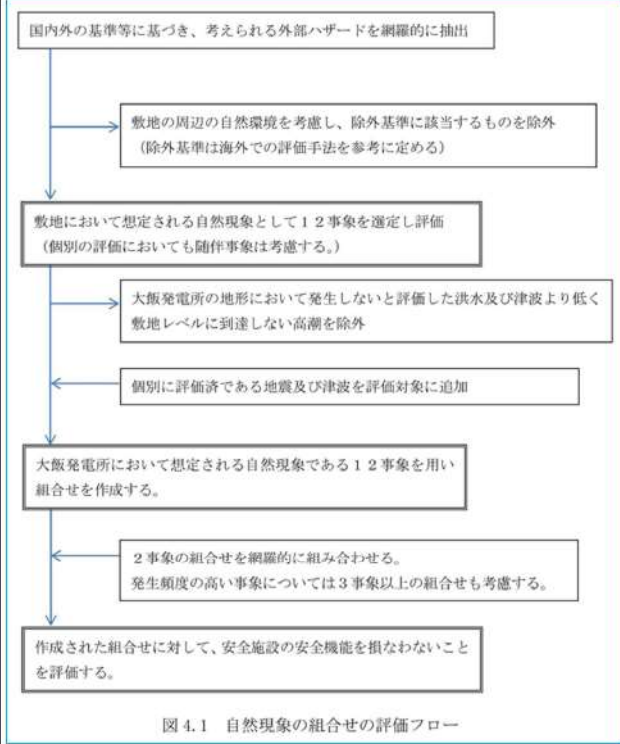 国内外の基準等に基づき、考えられる外部ハザードを網羅的に抽出
敷地の周辺の自然環境を考慮し、除外基準に該当するものを除外
（除外基準は海外での評価手法を参考に定める）
敷地において想定される自然現象として１２事象を選定し評価
（個別の評価においても随伴事象は考慮する。）
大飯発電所の地形において発生しないと評価した洪水及び津波より低く
敷地レベルに到達しない高潮を除外
個別に評価済である地震及び津波を評価対象に追加
大飯発電所において想定される自然現象である１２事象を用い
組合せを作成する。
２事象の組合せを網羅的に組み合わせる。
発生頻度の高い事象については３事象以上の組合せも考慮する。
作成された組合せに対して、安全施設の安全機能を損なわないこと
を評価する。
図 4.1　自然現象の組合せの評価フロー